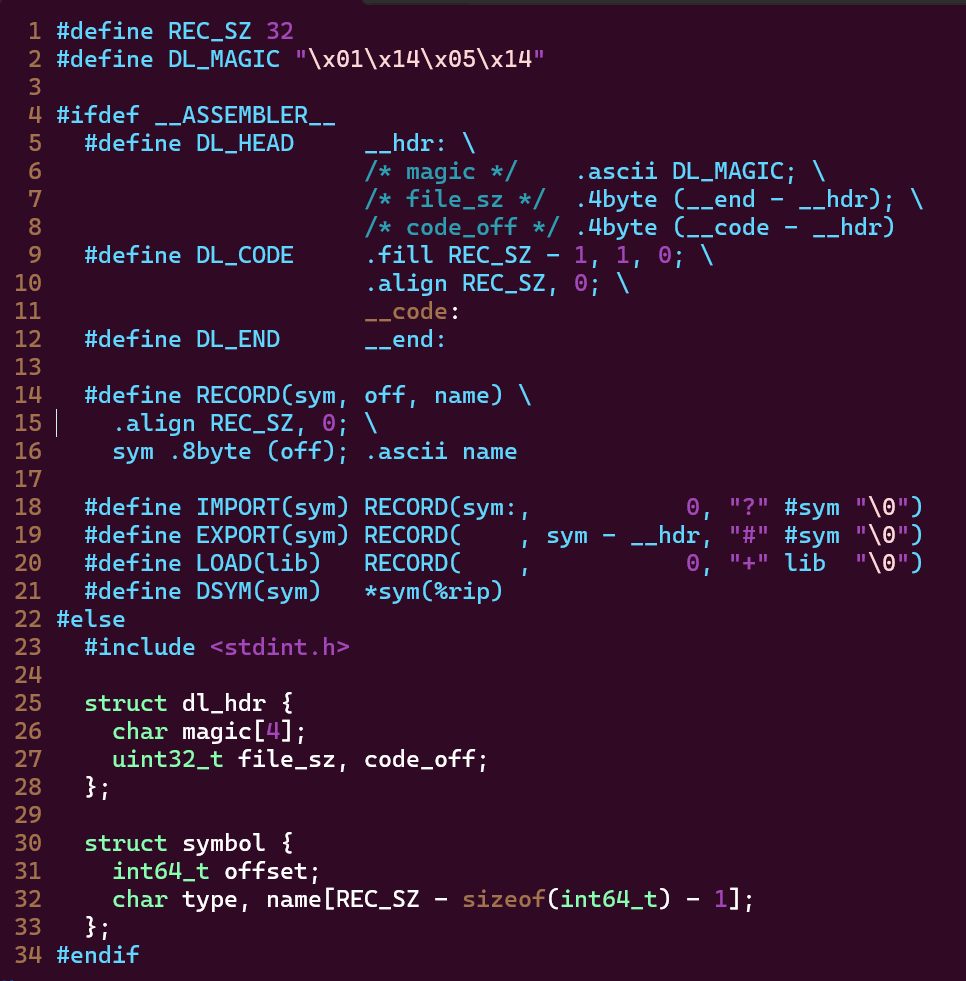 1 #define REC_SZ 32
2 #define DL_MAGIC "\x01\x14\x05\x14"
3
4 #ifdef __ASSEMBLER__
5   #define DL_HEAD     __hdr: \
6                       /* magic */    .ascii DL_MAGIC; \
7                       /* file_sz */  .4byte (__end - __hdr); \
8                       /* code_off */ .4byte (__code - __hdr)
9   #define DL_CODE     .fill REC_SZ - 1, 1, 0; \
10                       .align REC_SZ, 0; \
11                       __code:
12   #define DL_END      __end:
13
14   #define RECORD(sym, off, name) \
15     .align REC_SZ, 0; \
16     sym .8byte (off); .ascii name
17
18   #define IMPORT(sym) RECORD(sym:,           0, "?" #sym "\0")
19   #define EXPORT(sym) RECORD(    , sym - __hdr, "#" #sym "\0")
20   #define LOAD(lib)   RECORD(    ,           0, "+" lib  "\0")
21   #define DSYM(sym)   *sym(%rip)
22 #else
23   #include <stdint.h>
24
25   struct dl_hdr {
26     char magic[4];
27     uint32_t file_sz, code_off;
28   };
29
30   struct symbol {
31     int64_t offset;
32     char type, name[REC_SZ - sizeof(int64_t) - 1];
33   };
34 #endif